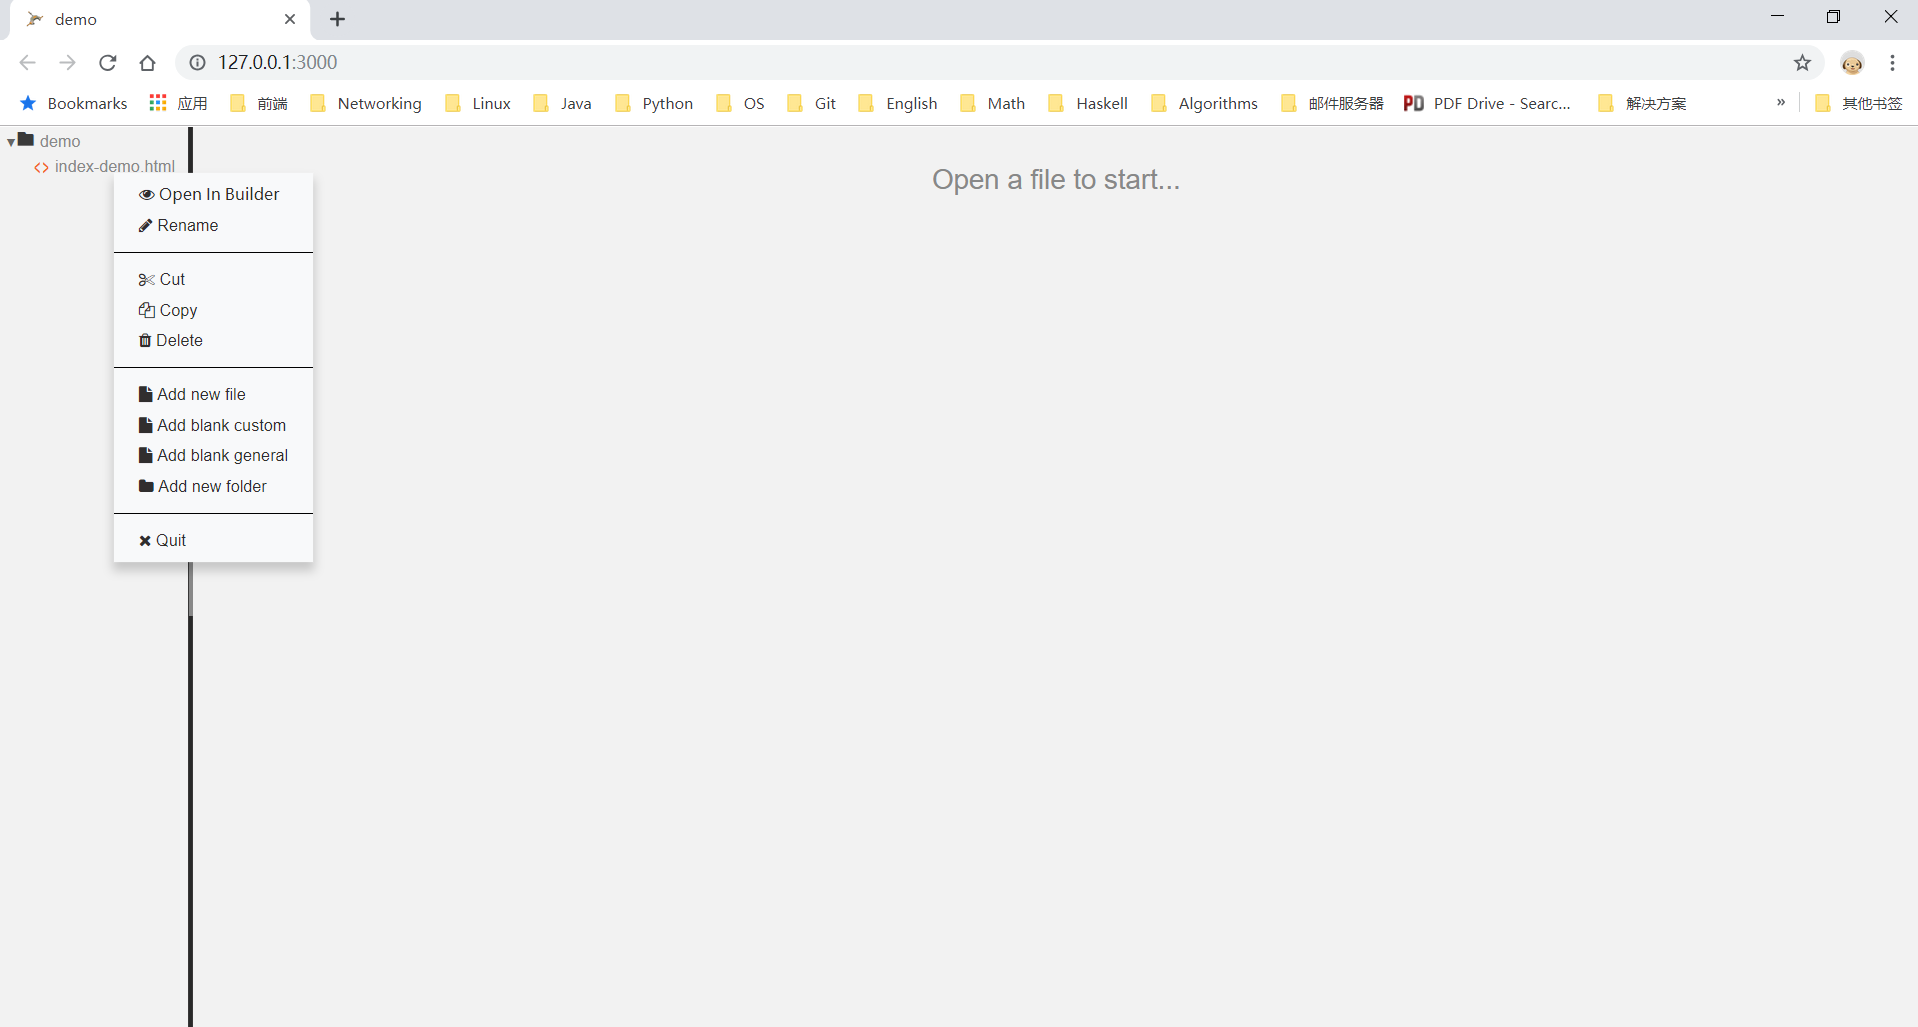 demo
127.0.0.1:3000
Bookmarks 应用 前端 Networking Linux Java Python OS Git English Math Haskell Algorithms 邮件服务器 PDF Drive - Searc... 解决方案 » 其他书签
demo
index-demo.html
Open a file to start...
Open In Builder
Rename
Cut
Copy
Delete
Add new file
Add blank custom
Add blank general
Add new folder
Quit